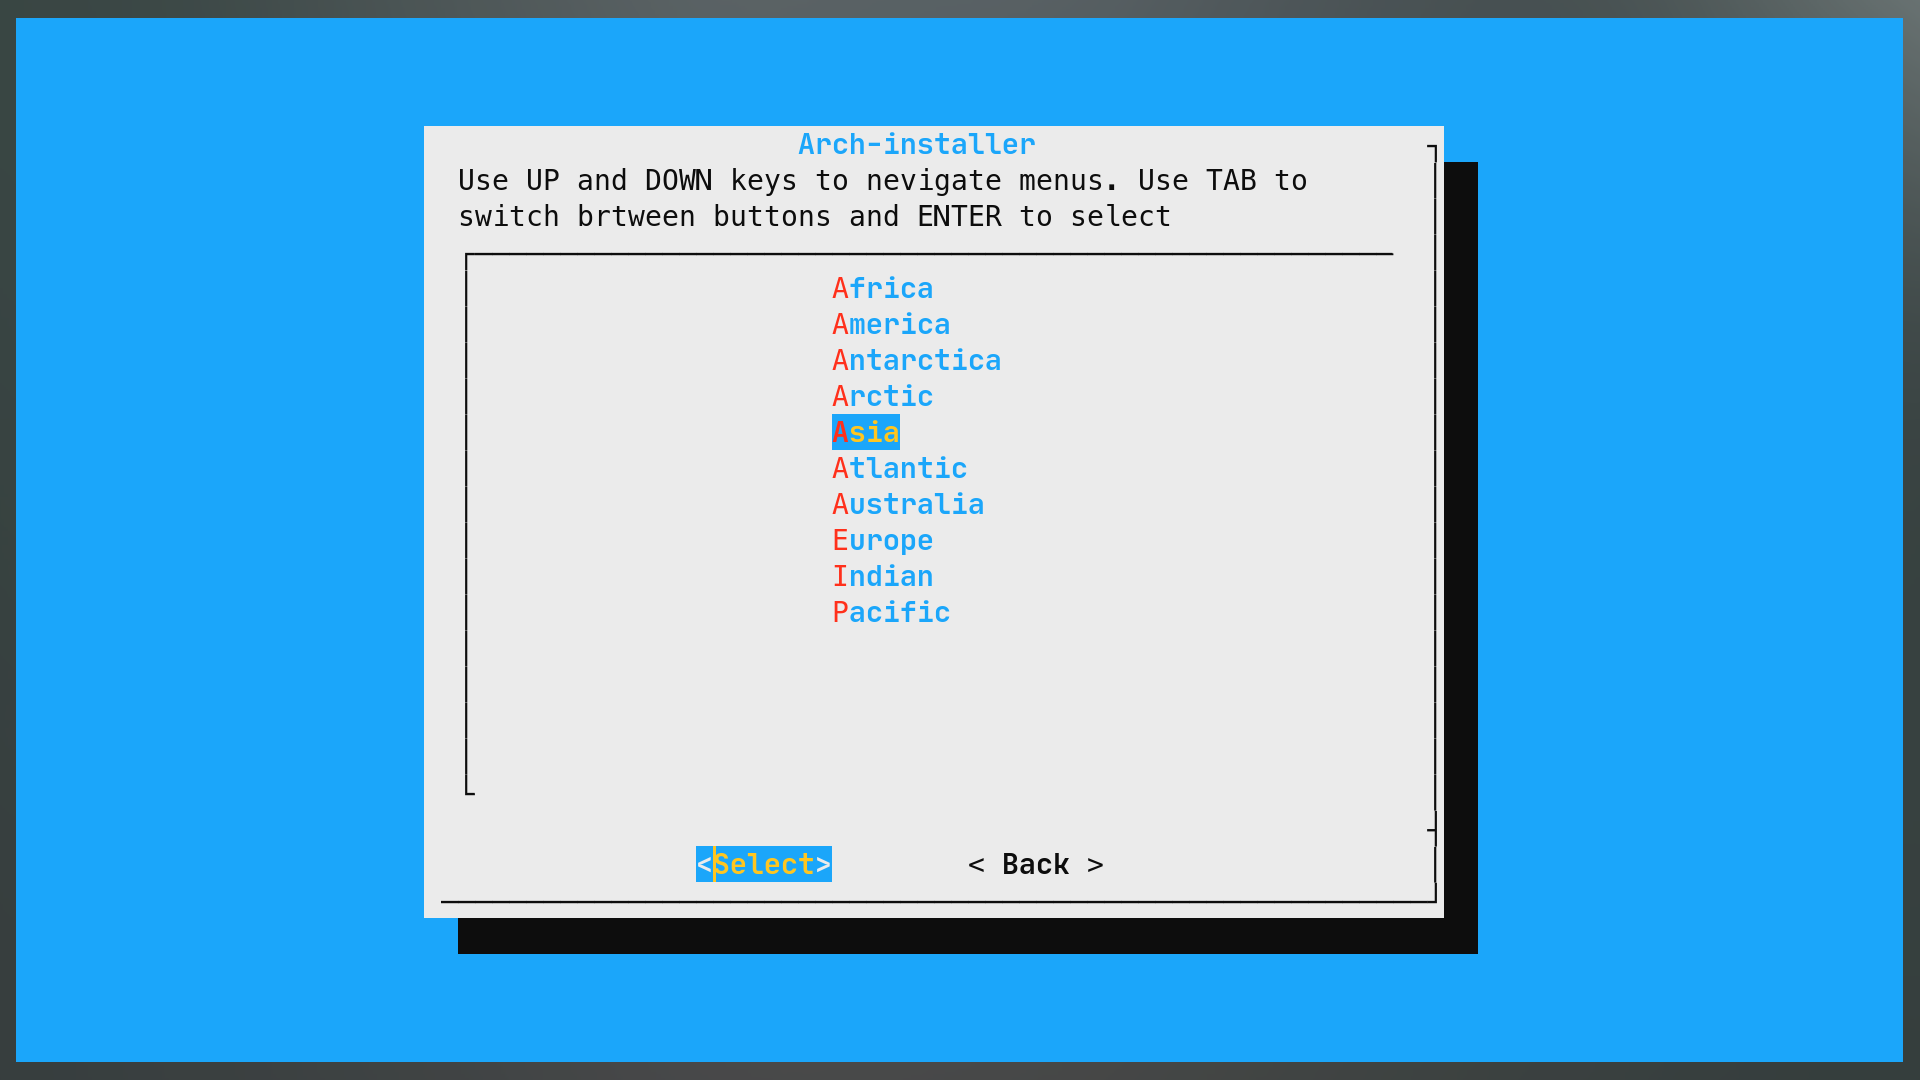 Arch-installer
Use UP and DOWN keys to nevigate menus. Use TAB to
switch brtween buttons and ENTER to select
Africa
America
Antarctica
Arctic
Asia
Atlantic
Australia
Europe
Indian
Pacific
<Select> < Back >